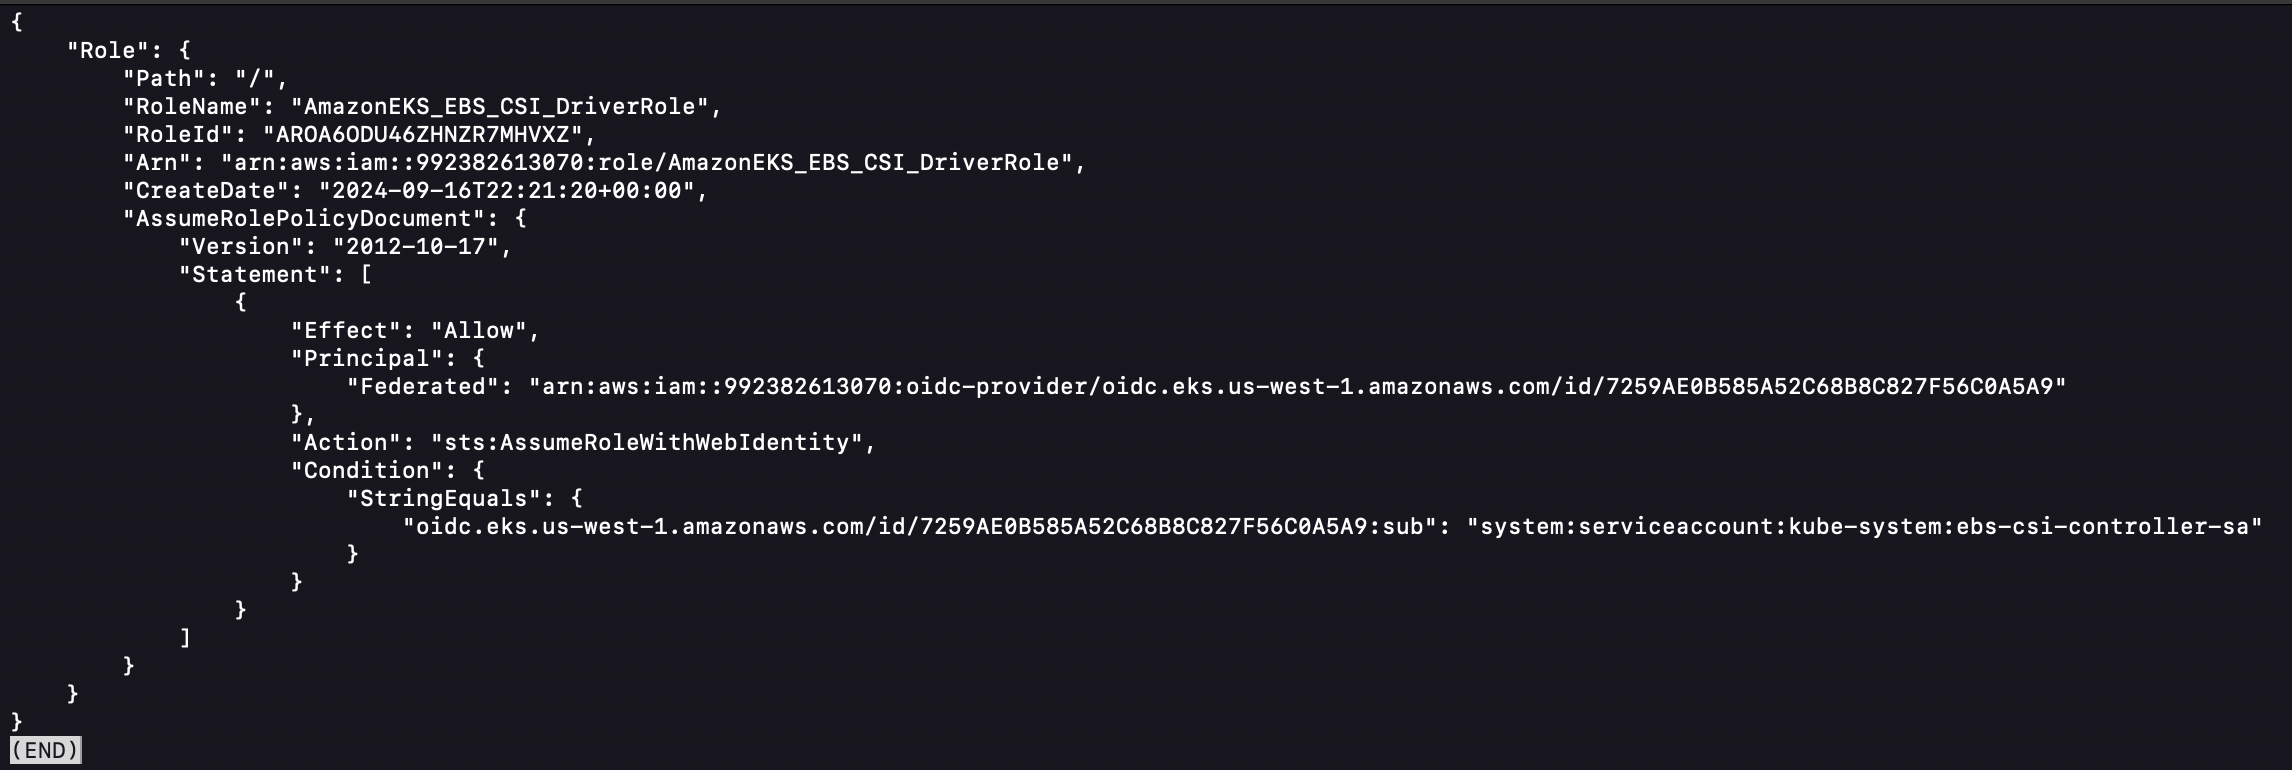 {
    "Role": {
        "Path": "/",
        "RoleName": "AmazonEKS_EBS_CSI_DriverRole",
        "RoleId": "AROA6ODU46ZHNZR7MHVXZ",
        "Arn": "arn:aws:iam::992382613070:role/AmazonEKS_EBS_CSI_DriverRole",
        "CreateDate": "2024-09-16T22:21:20+00:00",
        "AssumeRolePolicyDocument": {
            "Version": "2012-10-17",
            "Statement": [
                {
                    "Effect": "Allow",
                    "Principal": {
                        "Federated": "arn:aws:iam::992382613070:oidc-provider/oidc.eks.us-west-1.amazonaws.com/id/7259AE0B585A52C68B8C827F56C0A5A9"
                    },
                    "Action": "sts:AssumeRoleWithWebIdentity",
                    "Condition": {
                        "StringEquals": {
                            "oidc.eks.us-west-1.amazonaws.com/id/7259AE0B585A52C68B8C827F56C0A5A9:sub": "system:serviceaccount:kube-system:ebs-csi-controller-sa"
                        }
                    }
                }
            ]
        }
    }
}
(END)